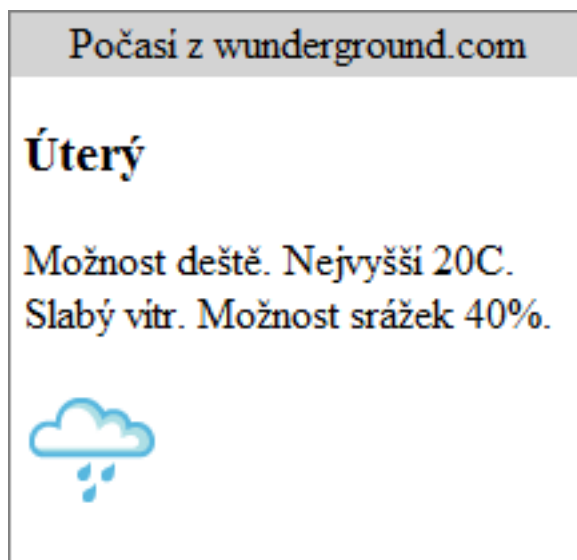 Počasí z wunderground.com
Úterý
Možnost deště. Nejvyšší 20C.
Slabý vítr. Možnost srážek 40%.